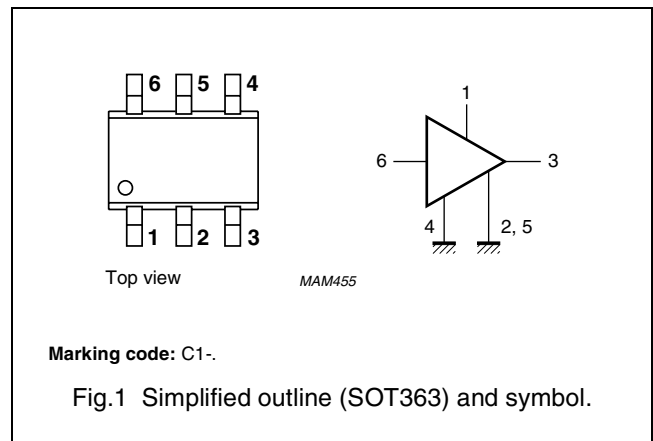 6 5 4
1
6 3
4 2, 5
1 2 3
Top view MAM455
Marking code: C1-.
Fig.1 Simplified outline (SOT363) and symbol.